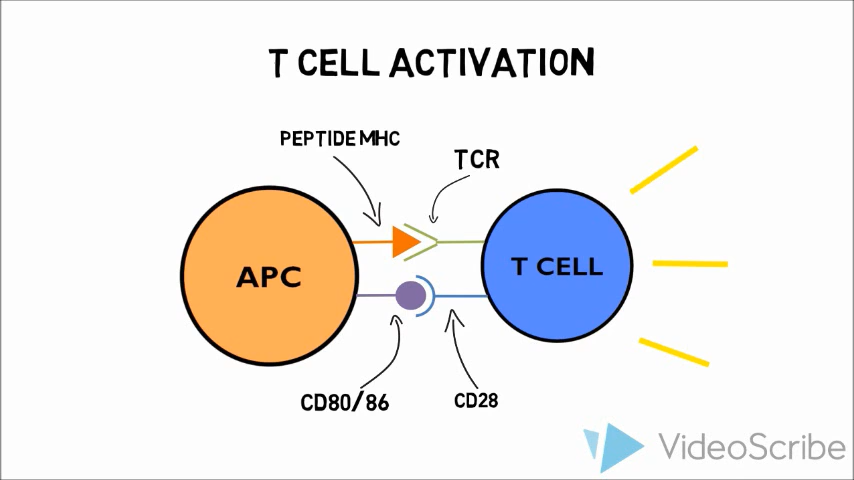 T CELL ACTIVATION
PEPTIDE MHC
TCR
APC
T CELL
CD80/86
CD28
VideoScribe